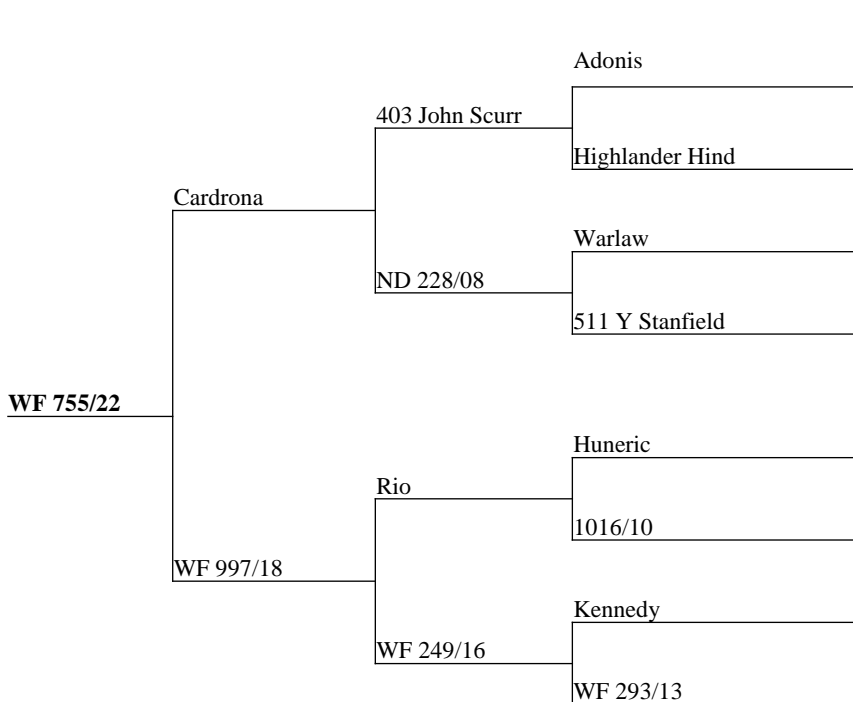 Adonis
403 John Scurr
Highlander Hind
Cardrona
Warlaw
ND 228/08
511 Y Stanfield
WF 755/22
Huneric
Rio
1016/10
WF 997/18
Kennedy
WF 249/16
WF 293/13